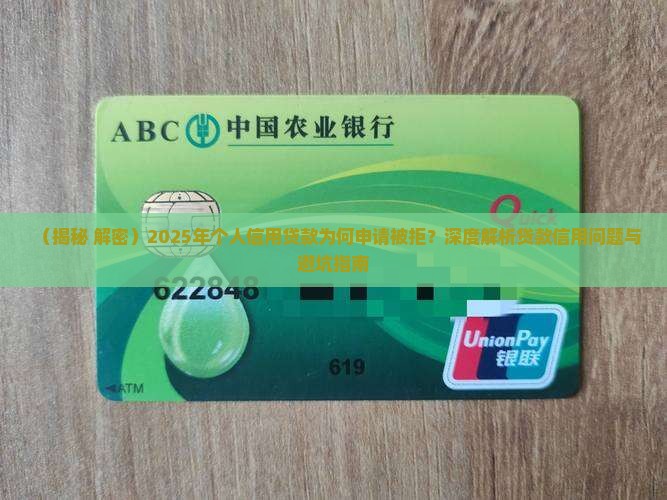 ABC 中国农业银行
Quick
（揭秘 解密）2025年个人信用贷款为何申请被拒？深度解析贷款信用问题与
避坑指南
622848
619
UnionPay
银联
◀ATM